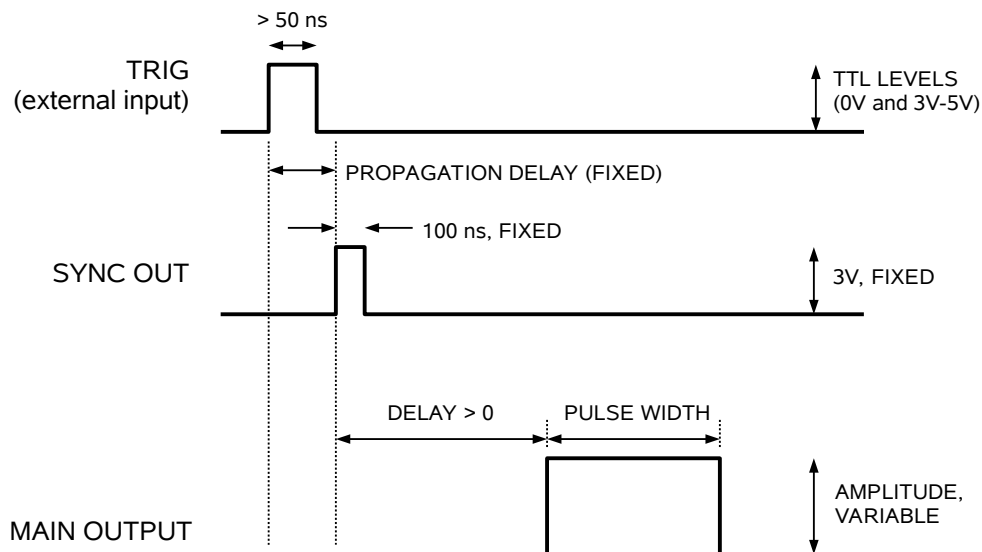 > 50 ns
TRIG
(external input)
TTL LEVELS
(0V and 3V-5V)
PROPAGATION DELAY (FIXED)
100 ns, FIXED
SYNC OUT
3V, FIXED
DELAY > 0
PULSE WIDTH
AMPLITUDE,
VARIABLE
MAIN OUTPUT